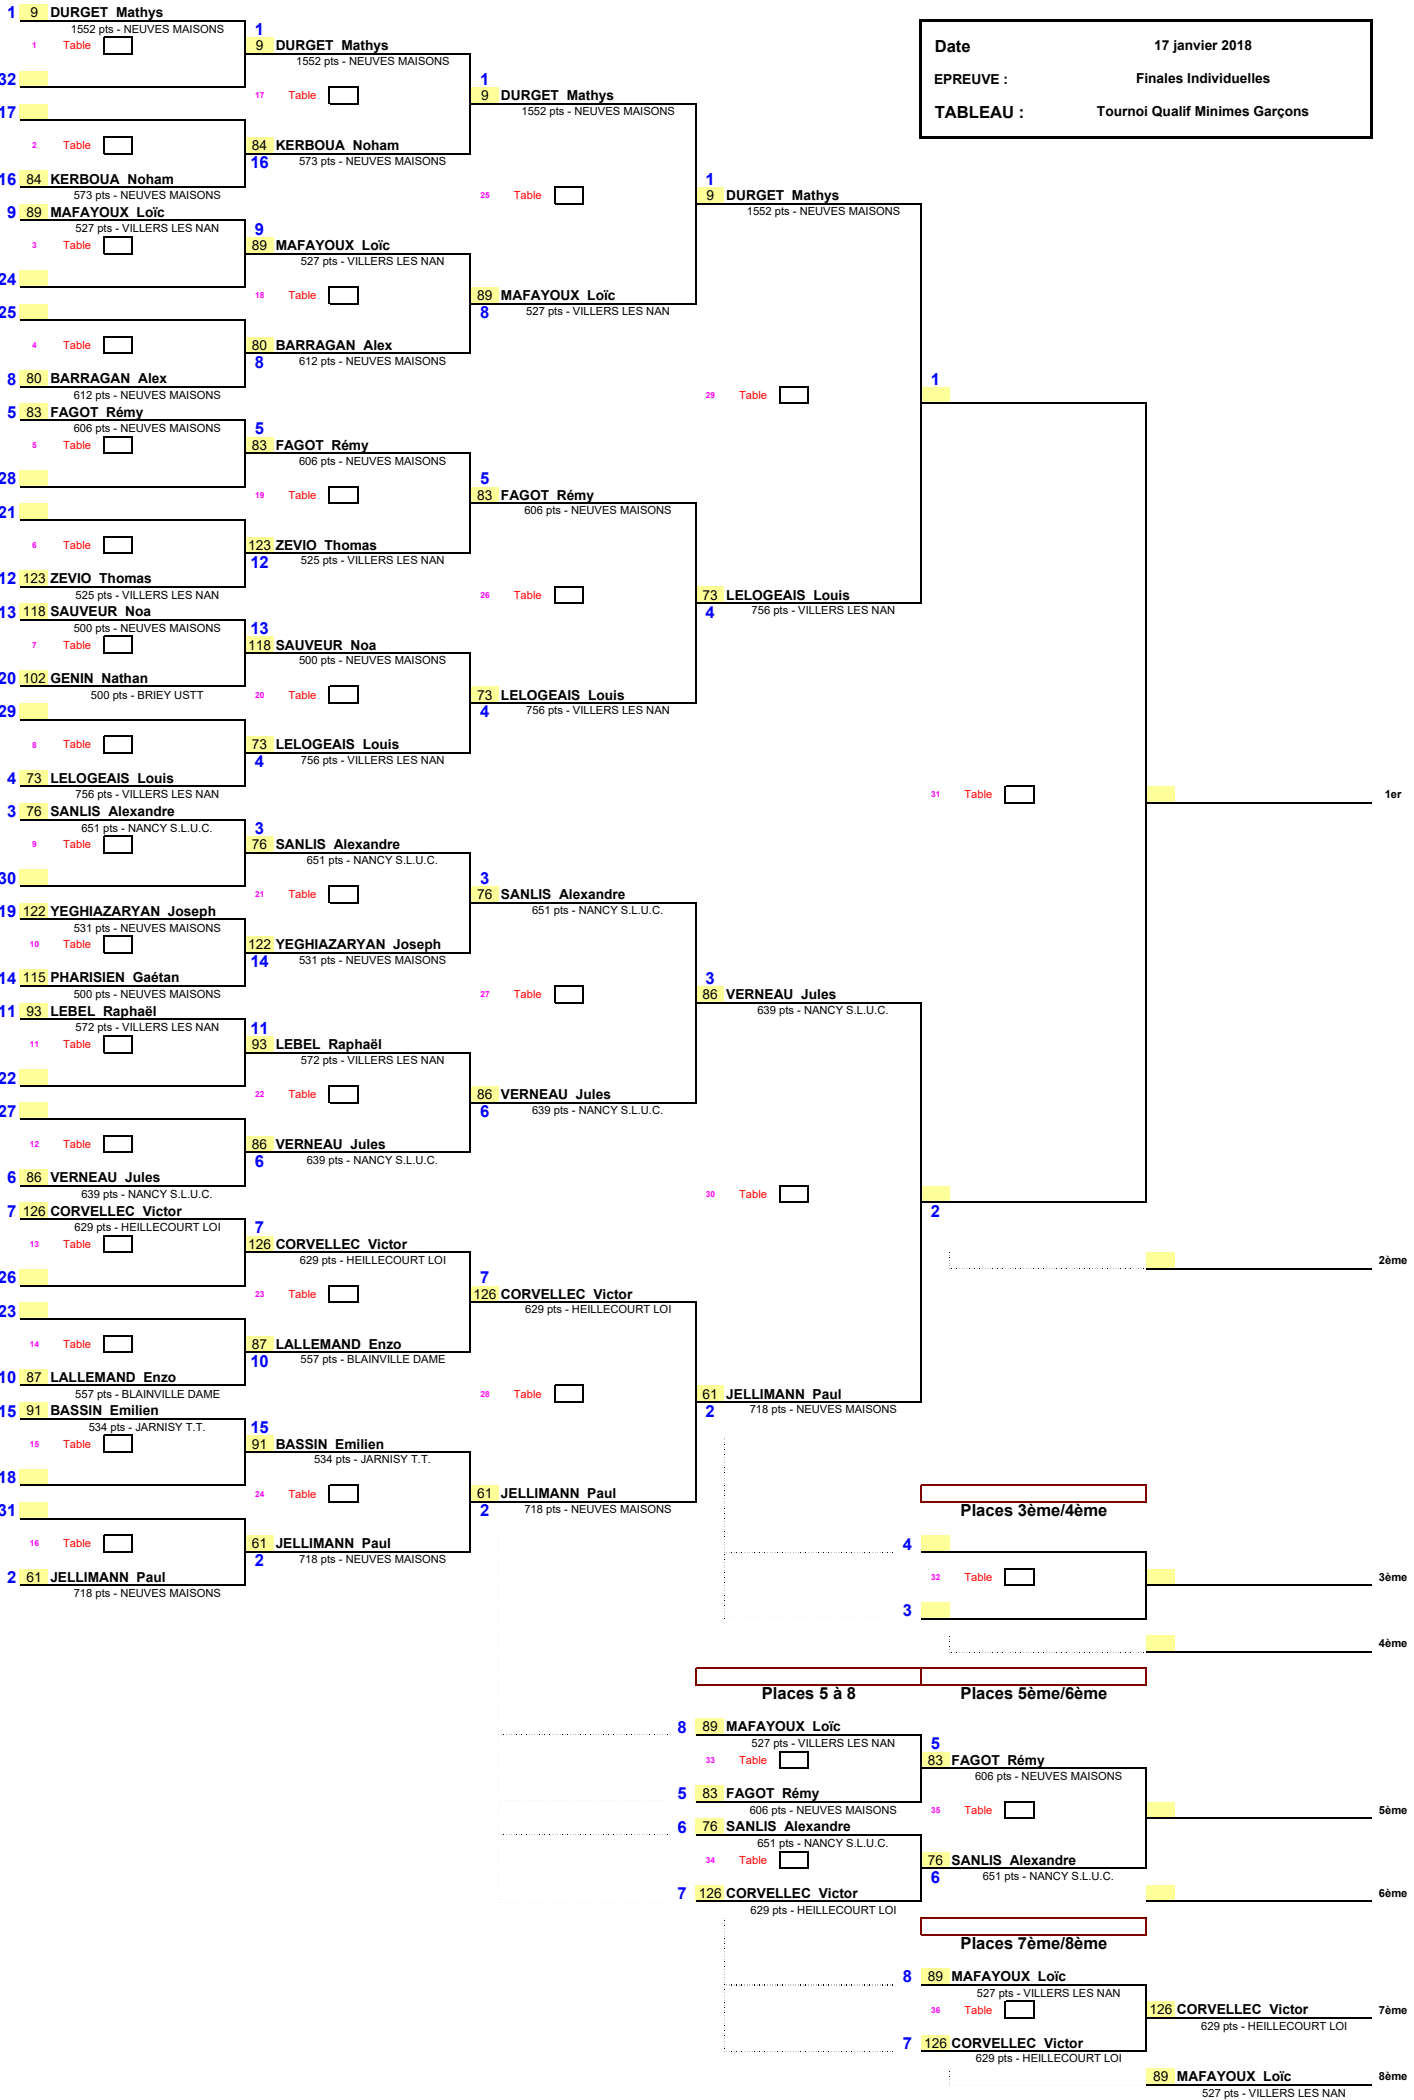 1 9 DURGET Mathys
1552 pts - NEUVES MAISONS
1 Table
32
17
2 Table
16 84 KERBOUA Noham
573 pts - NEUVES MAISONS
9 89 MAFAYOUX Loïc
527 pts - VILLERS LES NAN
3 Table
24
25
4 Table
8 80 BARRAGAN Alex
612 pts - NEUVES MAISONS
5 83 FAGOT Rémy
606 pts - NEUVES MAISONS
5 Table
28
21
6 Table
12 123 ZEVIO Thomas
525 pts - VILLERS LES NAN
13 118 SAUVEUR Noa
500 pts - NEUVES MAISONS
7 Table
20 102 GENIN Nathan
500 pts - BRIEY USTT
29
8 Table
4 73 LELOGEAIS Louis
756 pts - VILLERS LES NAN
3 76 SANLIS Alexandre
651 pts - NANCY S.L.U.C.
9 Table
30
19 122 YEGHIAZARYAN Joseph
531 pts - NEUVES MAISONS
10 Table
14 115 PHARISIEN Gaétan
500 pts - NEUVES MAISONS
11 93 LEBEL Raphaël
572 pts - VILLERS LES NAN
11 Table
22
27
12 Table
6 86 VERNEAU Jules
639 pts - NANCY S.L.U.C.
7 126 CORVELLEC Victor
629 pts - HEILLECOURT LOI
13 Table
26
23
14 Table
10 87 LALLEMAND Enzo
557 pts - BLAINVILLE DAME
15 91 BASSIN Emilien
534 pts - JARNISY T.T.
15 Table
18
31
16 Table
2 61 JELLIMANN Paul
718 pts - NEUVES MAISONS
1
9 DURGET Mathys
1552 pts - NEUVES MAISONS
17 Table
84 KERBOUA Noham
16 573 pts - NEUVES MAISONS
9
89 MAFAYOUX Loïc
527 pts - VILLERS LES NAN
18 Table
80 BARRAGAN Alex
8 612 pts - NEUVES MAISONS
5
83 FAGOT Rémy
606 pts - NEUVES MAISONS
19 Table
123 ZEVIO Thomas
12 525 pts - VILLERS LES NAN
13
118 SAUVEUR Noa
500 pts - NEUVES MAISONS
20 Table
73 LELOGEAIS Louis
4 756 pts - VILLERS LES NAN
3
76 SANLIS Alexandre
651 pts - NANCY S.L.U.C.
21 Table
122 YEGHIAZARYAN Joseph
14 531 pts - NEUVES MAISONS
11
93 LEBEL Raphaël
572 pts - VILLERS LES NAN
22 Table
86 VERNEAU Jules
6 639 pts - NANCY S.L.U.C.
7
126 CORVELLEC Victor
629 pts - HEILLECOURT LOI
23 Table
87 LALLEMAND Enzo
10 557 pts - BLAINVILLE DAME
15
91 BASSIN Emilien
534 pts - JARNISY T.T.
24 Table
61 JELLIMANN Paul
2 718 pts - NEUVES MAISONS
1
9 DURGET Mathys
1552 pts - NEUVES MAISONS
25 Table
89 MAFAYOUX Loïc
8 527 pts - VILLERS LES NAN
5
83 FAGOT Rémy
606 pts - NEUVES MAISONS
26 Table
73 LELOGEAIS Louis
4 756 pts - VILLERS LES NAN
3
76 SANLIS Alexandre
651 pts - NANCY S.L.U.C.
27 Table
86 VERNEAU Jules
6 639 pts - NANCY S.L.U.C.
7
126 CORVELLEC Victor
629 pts - HEILLECOURT LOI
28 Table
61 JELLIMANN Paul
2 718 pts - NEUVES MAISONS
1
9 DURGET Mathys
1552 pts - NEUVES MAISONS
29 Table
73 LELOGEAIS Louis
4 756 pts - VILLERS LES NAN
3
86 VERNEAU Jules
639 pts - NANCY S.L.U.C.
30 Table
61 JELLIMANN Paul
2 718 pts - NEUVES MAISONS
Date 17 janvier 2018
EPREUVE : Finales Individuelles
TABLEAU : Tournoi Qualif Minimes Garçons
1
31 Table
1er
2
2ème
Places 3ème/4ème
4
32 Table
3ème
3
4ème
Places 5 à 8
Places 5ème/6ème
8 89 MAFAYOUX Loïc
527 pts - VILLERS LES NAN
33 Table
5 83 FAGOT Rémy
606 pts - NEUVES MAISONS
6 76 SANLIS Alexandre
651 pts - NANCY S.L.U.C.
34 Table
7 126 CORVELLEC Victor
629 pts - HEILLECOURT LOI
5
83 FAGOT Rémy
606 pts - NEUVES MAISONS
35 Table
5ème
76 SANLIS Alexandre
6 651 pts - NANCY S.L.U.C.
6ème
Places 7ème/8ème
8 89 MAFAYOUX Loïc
527 pts - VILLERS LES NAN
36 Table
7 126 CORVELLEC Victor
629 pts - HEILLECOURT LOI
126 CORVELLEC Victor 7ème
629 pts - HEILLECOURT LOI
89 MAFAYOUX Loïc 8ème
527 pts - VILLERS LES NAN